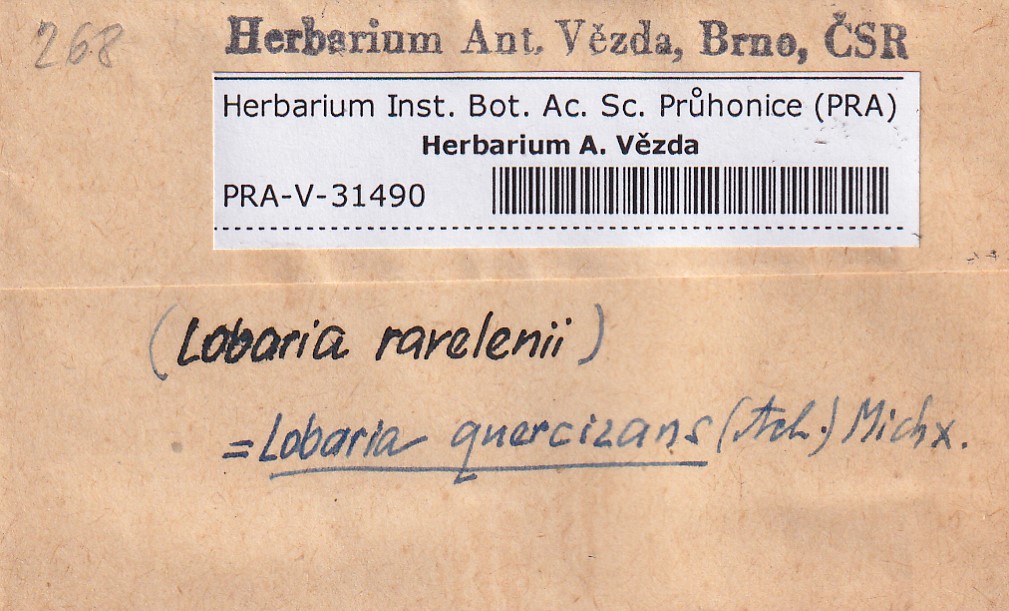 268
Herbarium Ant. Vězda, Brno, ČSR
Herbarium Inst. Bot. Ac. Sc. Průhonice (PRA)
Herbarium A. Vězda
PRA-V-31490
(Lobaria ravelenii)
= Lobaria quercizans (Ach.) Michx.